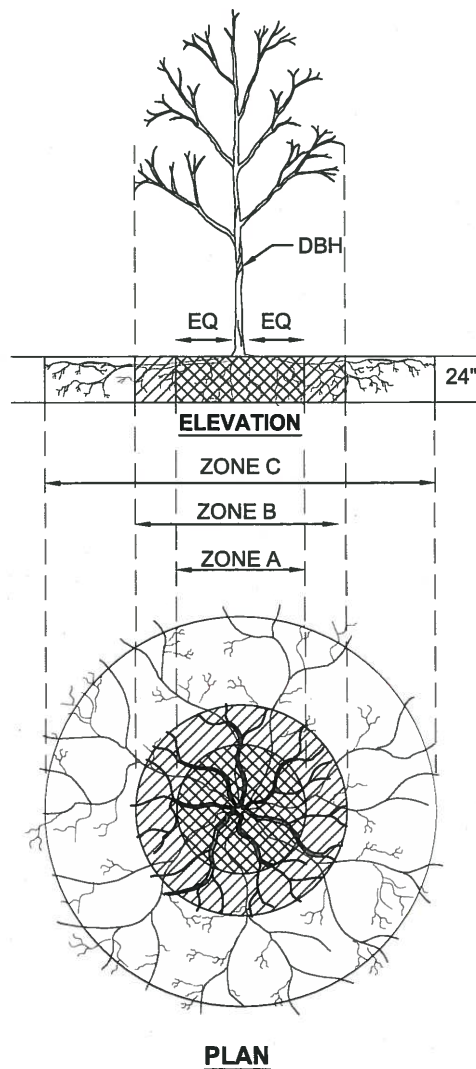 DBH
EQ EQ
24"
ELEVATION
ZONE C
ZONE B
ZONE A
PLAN